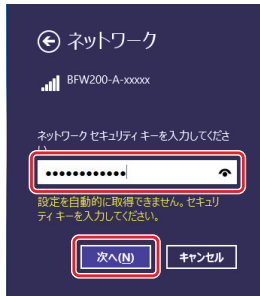 ネットワーク
BFW200-A-xxxxx
ネットワーク セキュリティ キーを入力してくださ
い
••••••••••••
設定を自動的に取得できません。セキュリ
ティ キーを入力してください。
次へ(N)
キャンセル